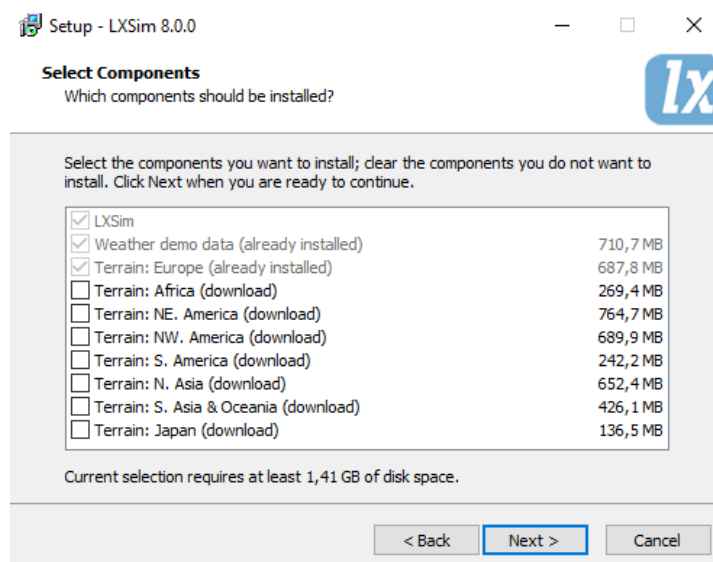 Setup - LXSim 8.0.0
Select Components
Which components should be installed?
lx
Select the components you want to install; clear the components you do not want to
install. Click Next when you are ready to continue.
LXSim
Weather demo data (already installed) 710,7 MB
Terrain: Europe (already installed) 687,8 MB
Terrain: Africa (download) 269,4 MB
Terrain: NE. America (download) 764,7 MB
Terrain: NW. America (download) 689,9 MB
Terrain: S. America (download) 242,2 MB
Terrain: N. Asia (download) 652,4 MB
Terrain: S. Asia & Oceania (download) 426,1 MB
Terrain: Japan (download) 136,5 MB
Current selection requires at least 1,41 GB of disk space.
< Back Next > Cancel